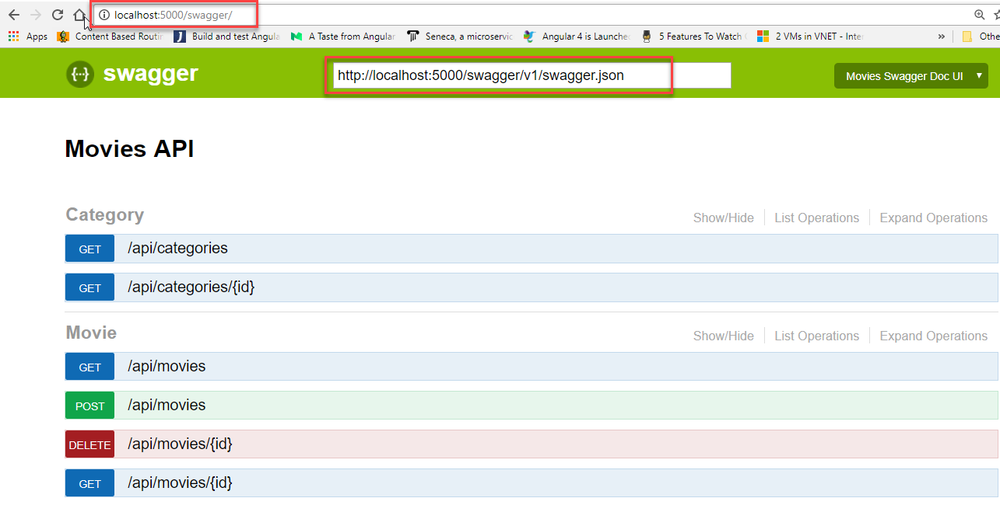 localhost:5000/swagger/
Apps Content Based Routin Build and test Angula A Taste from Angular Seneca, a microservic Angular 4 is Launche 5 Features To Watch 2 VMs in VNET - Inte » Othe
{··} swagger http://localhost:5000/swagger/v1/swagger.json Movies Swagger Doc UI
Movies API
Category Show/Hide List Operations Expand Operations
GET /api/categories
GET /api/categories/{id}
Movie Show/Hide List Operations Expand Operations
GET /api/movies
POST /api/movies
DELETE /api/movies/{id}
GET /api/movies/{id}